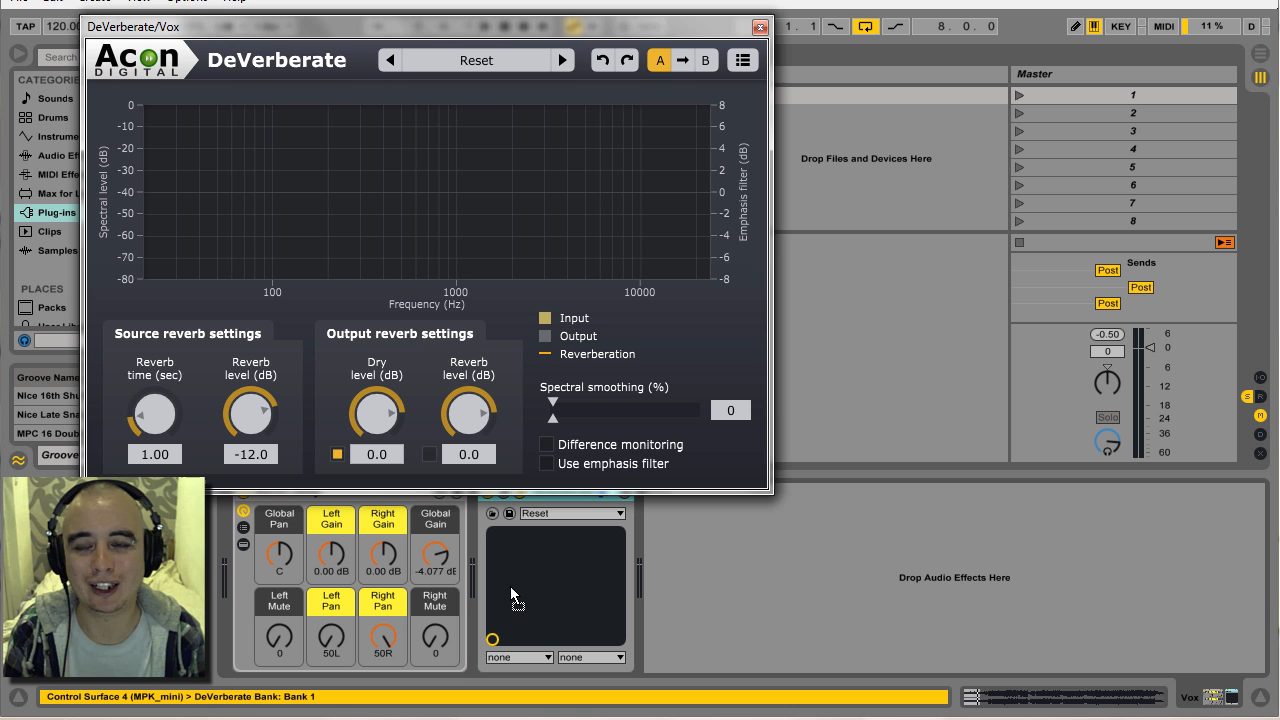 TAP 120.00
DeVerberate/Vox
1. 1 8. 0. 0 KEY MIDI 11 % D
Acon DIGITAL DeVerberate Reset A B
Search
CATEGORIES
Sounds
Drums
Instrume
Audio Eff
MIDI Effe
Max for L
Plug-ins
Clips
Samples
PLACES
Packs
Groove Name
Nice 16th Shu
Nice Late Sna
MPC 16 Doub
Groove
Spectral level (dB)
0
-10
-20
-30
-40
-50
-60
-70
-80
100 1000 10000
Frequency (Hz)
8
6
4
2
0
-2
-4
-6
-8
Emphasis filter (dB)
Input
Output
Reverberation
Source reverb settings
Reverb time (sec)
Reverb level (dB)
1.00 -12.0
Output reverb settings
Dry level (dB)
Reverb level (dB)
0.0 0.0
Spectral smoothing (%)
0
Difference monitoring
Use emphasis filter
Drop Files and Devices Here
Master
1
2
3
4
5
6
7
8
Sends
Post
Post
Post
-0.50
0
Solo
6
0
6
12
18
24
36
60
S R
M
D
Global Pan
Left Gain
Right Gain
Global Gain
C 0.00 dB 0.00 dB -4.077 dB
Left Mute
Left Pan
Right Pan
Right Mute
0 50L 50R 0
Reset
none none
Drop Audio Effects Here
Control Surface 4 (MPK_mini) > DeVerberate Bank: Bank 1
Vox